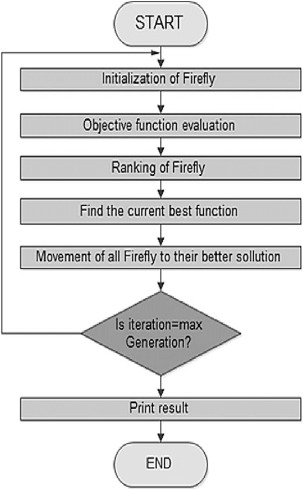 START
Initialization of Firefly
Objective function evaluation
Ranking of Firefly
Find the current best function
Movement of all Firefly to their better sollution
Is iteration=max
Generation?
Print result
END